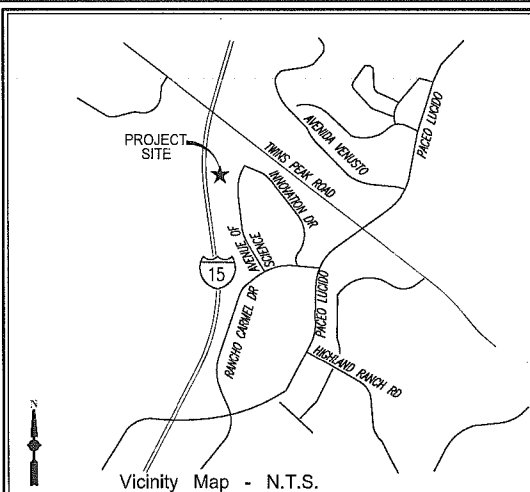 PROJECT
SITE
AVENIDA VENUSTO
PACEO LUCIDO
TWINS PEAK ROAD
INNOVATION DR
AVENUE OF
SCIENCE
15
RANCHO CARMEL DR
PACEO LUCIDO
HIGHLAND RANCH RD
N
Vicinity Map - N.T.S.